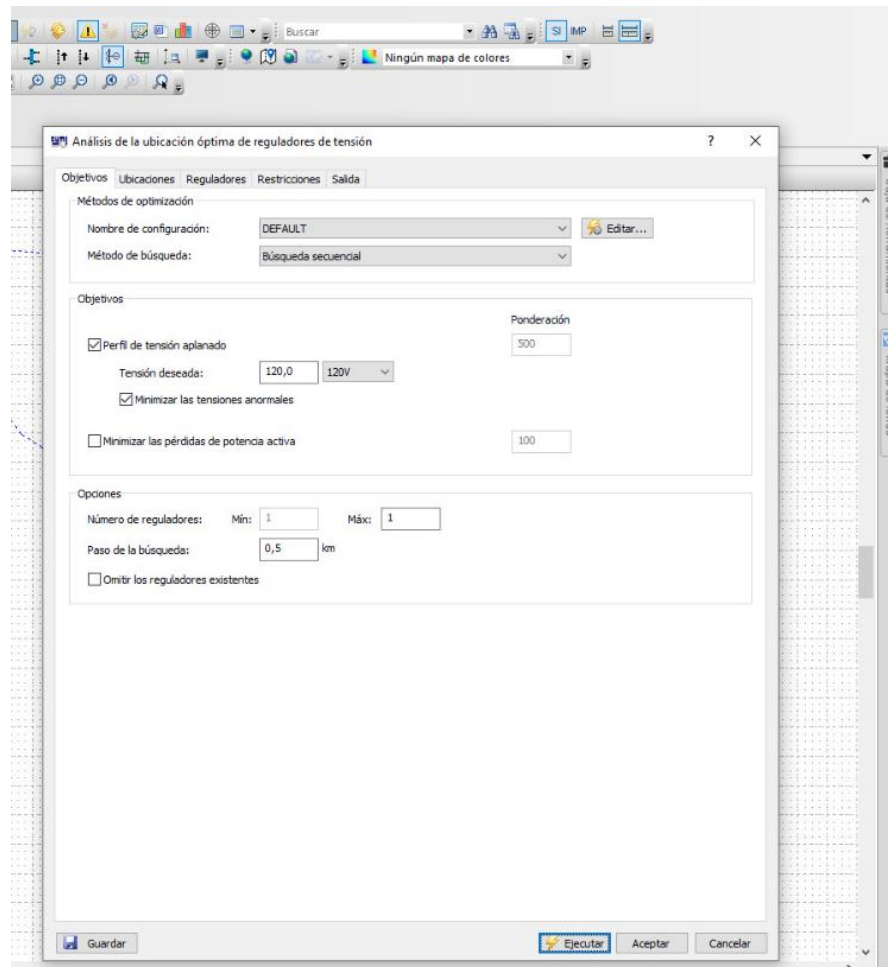 Buscar
SI IMP
Ningún mapa de colores
Análisis de la ubicación óptima de reguladores de tensión ? X
Objetivos Ubicaciones Reguladores Restricciones Salida
Métodos de optimización
Nombre de configuración: DEFAULT Editar...
Método de búsqueda: Búsqueda secuencial
Objetivos
Ponderación
Perfil de tensión aplanado 500
Tensión deseada: 120,0 120V
Minimizar las tensiones anormales
Minimizar las pérdidas de potencia activa 100
Opciones
Número de reguladores: Mín: 1 Máx: 1
Paso de la búsqueda: 0,5 km
Omitir los reguladores existentes
Guardar Ejecutar Aceptar Cancelar